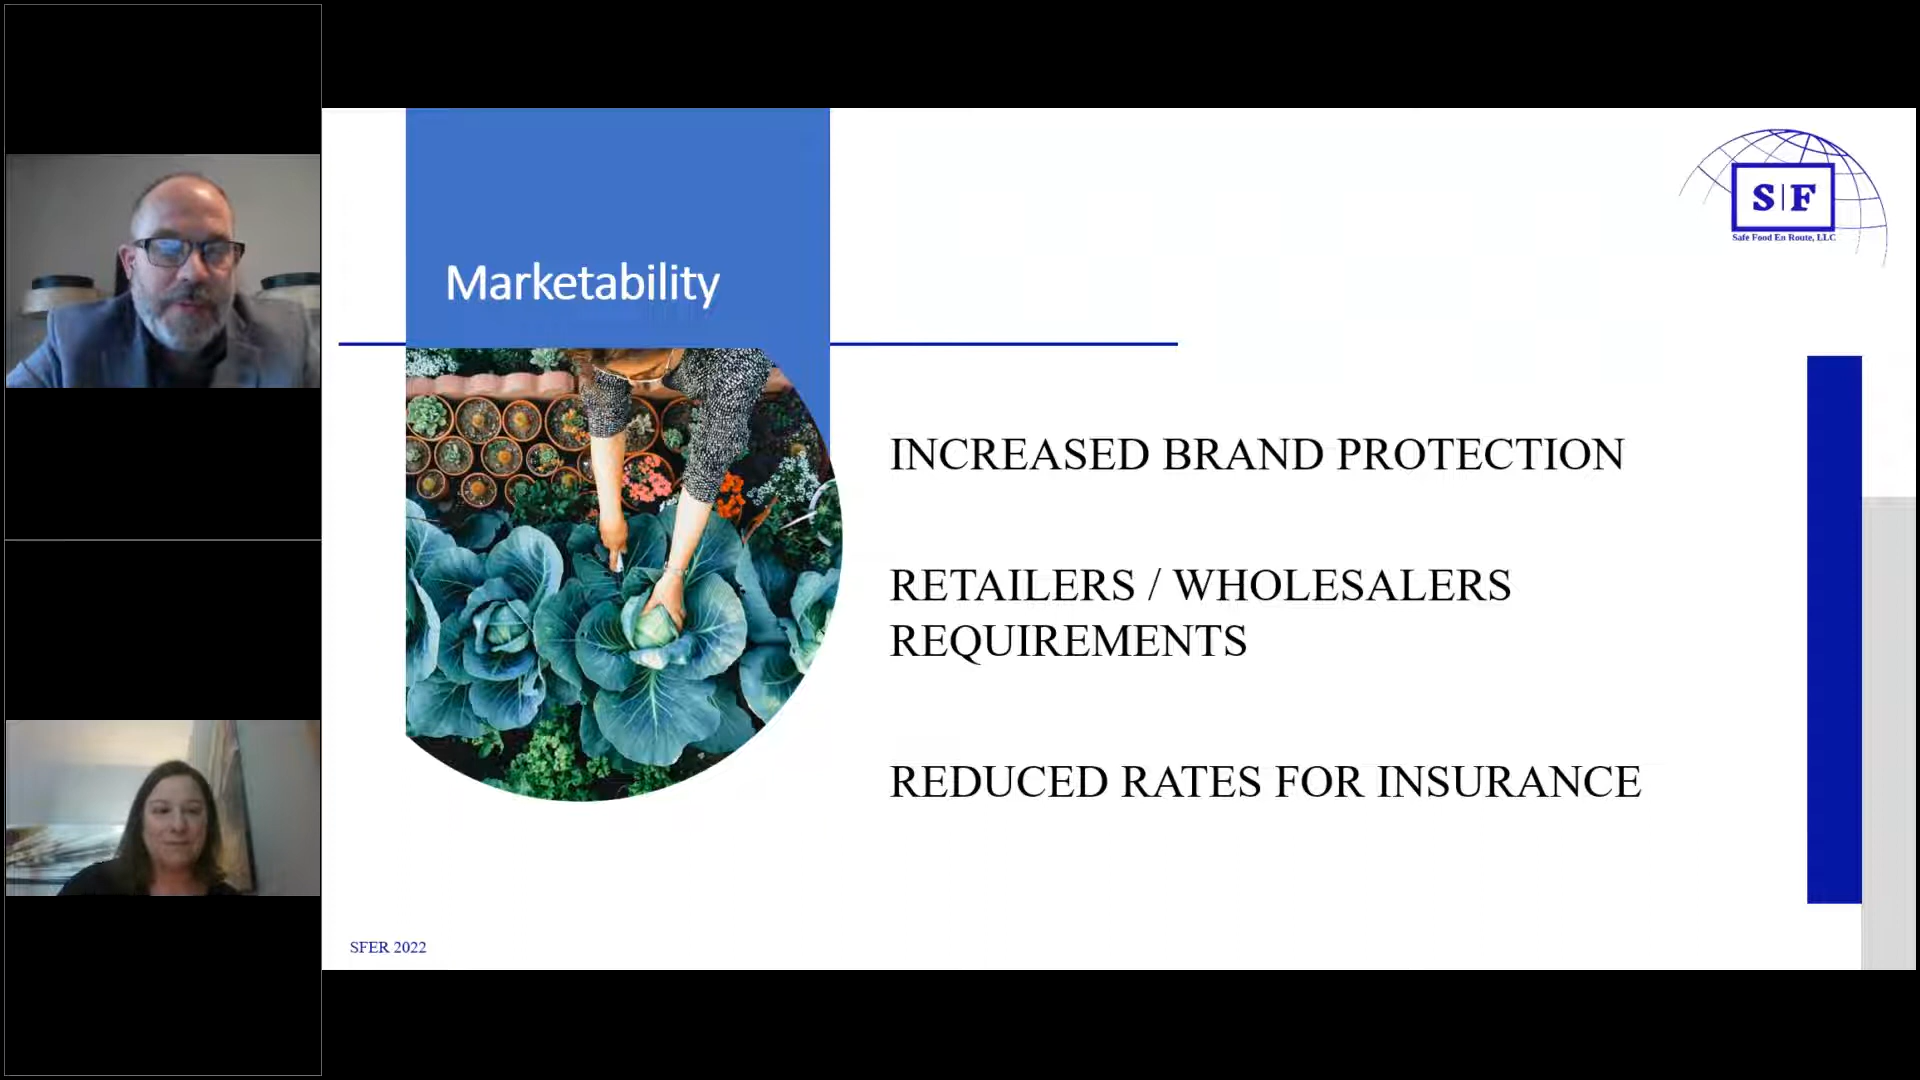 S|F
Safe Food En Route, LLC
Marketability
INCREASED BRAND PROTECTION
RETAILERS / WHOLESALERS
REQUIREMENTS
REDUCED RATES FOR INSURANCE
SFER 2022